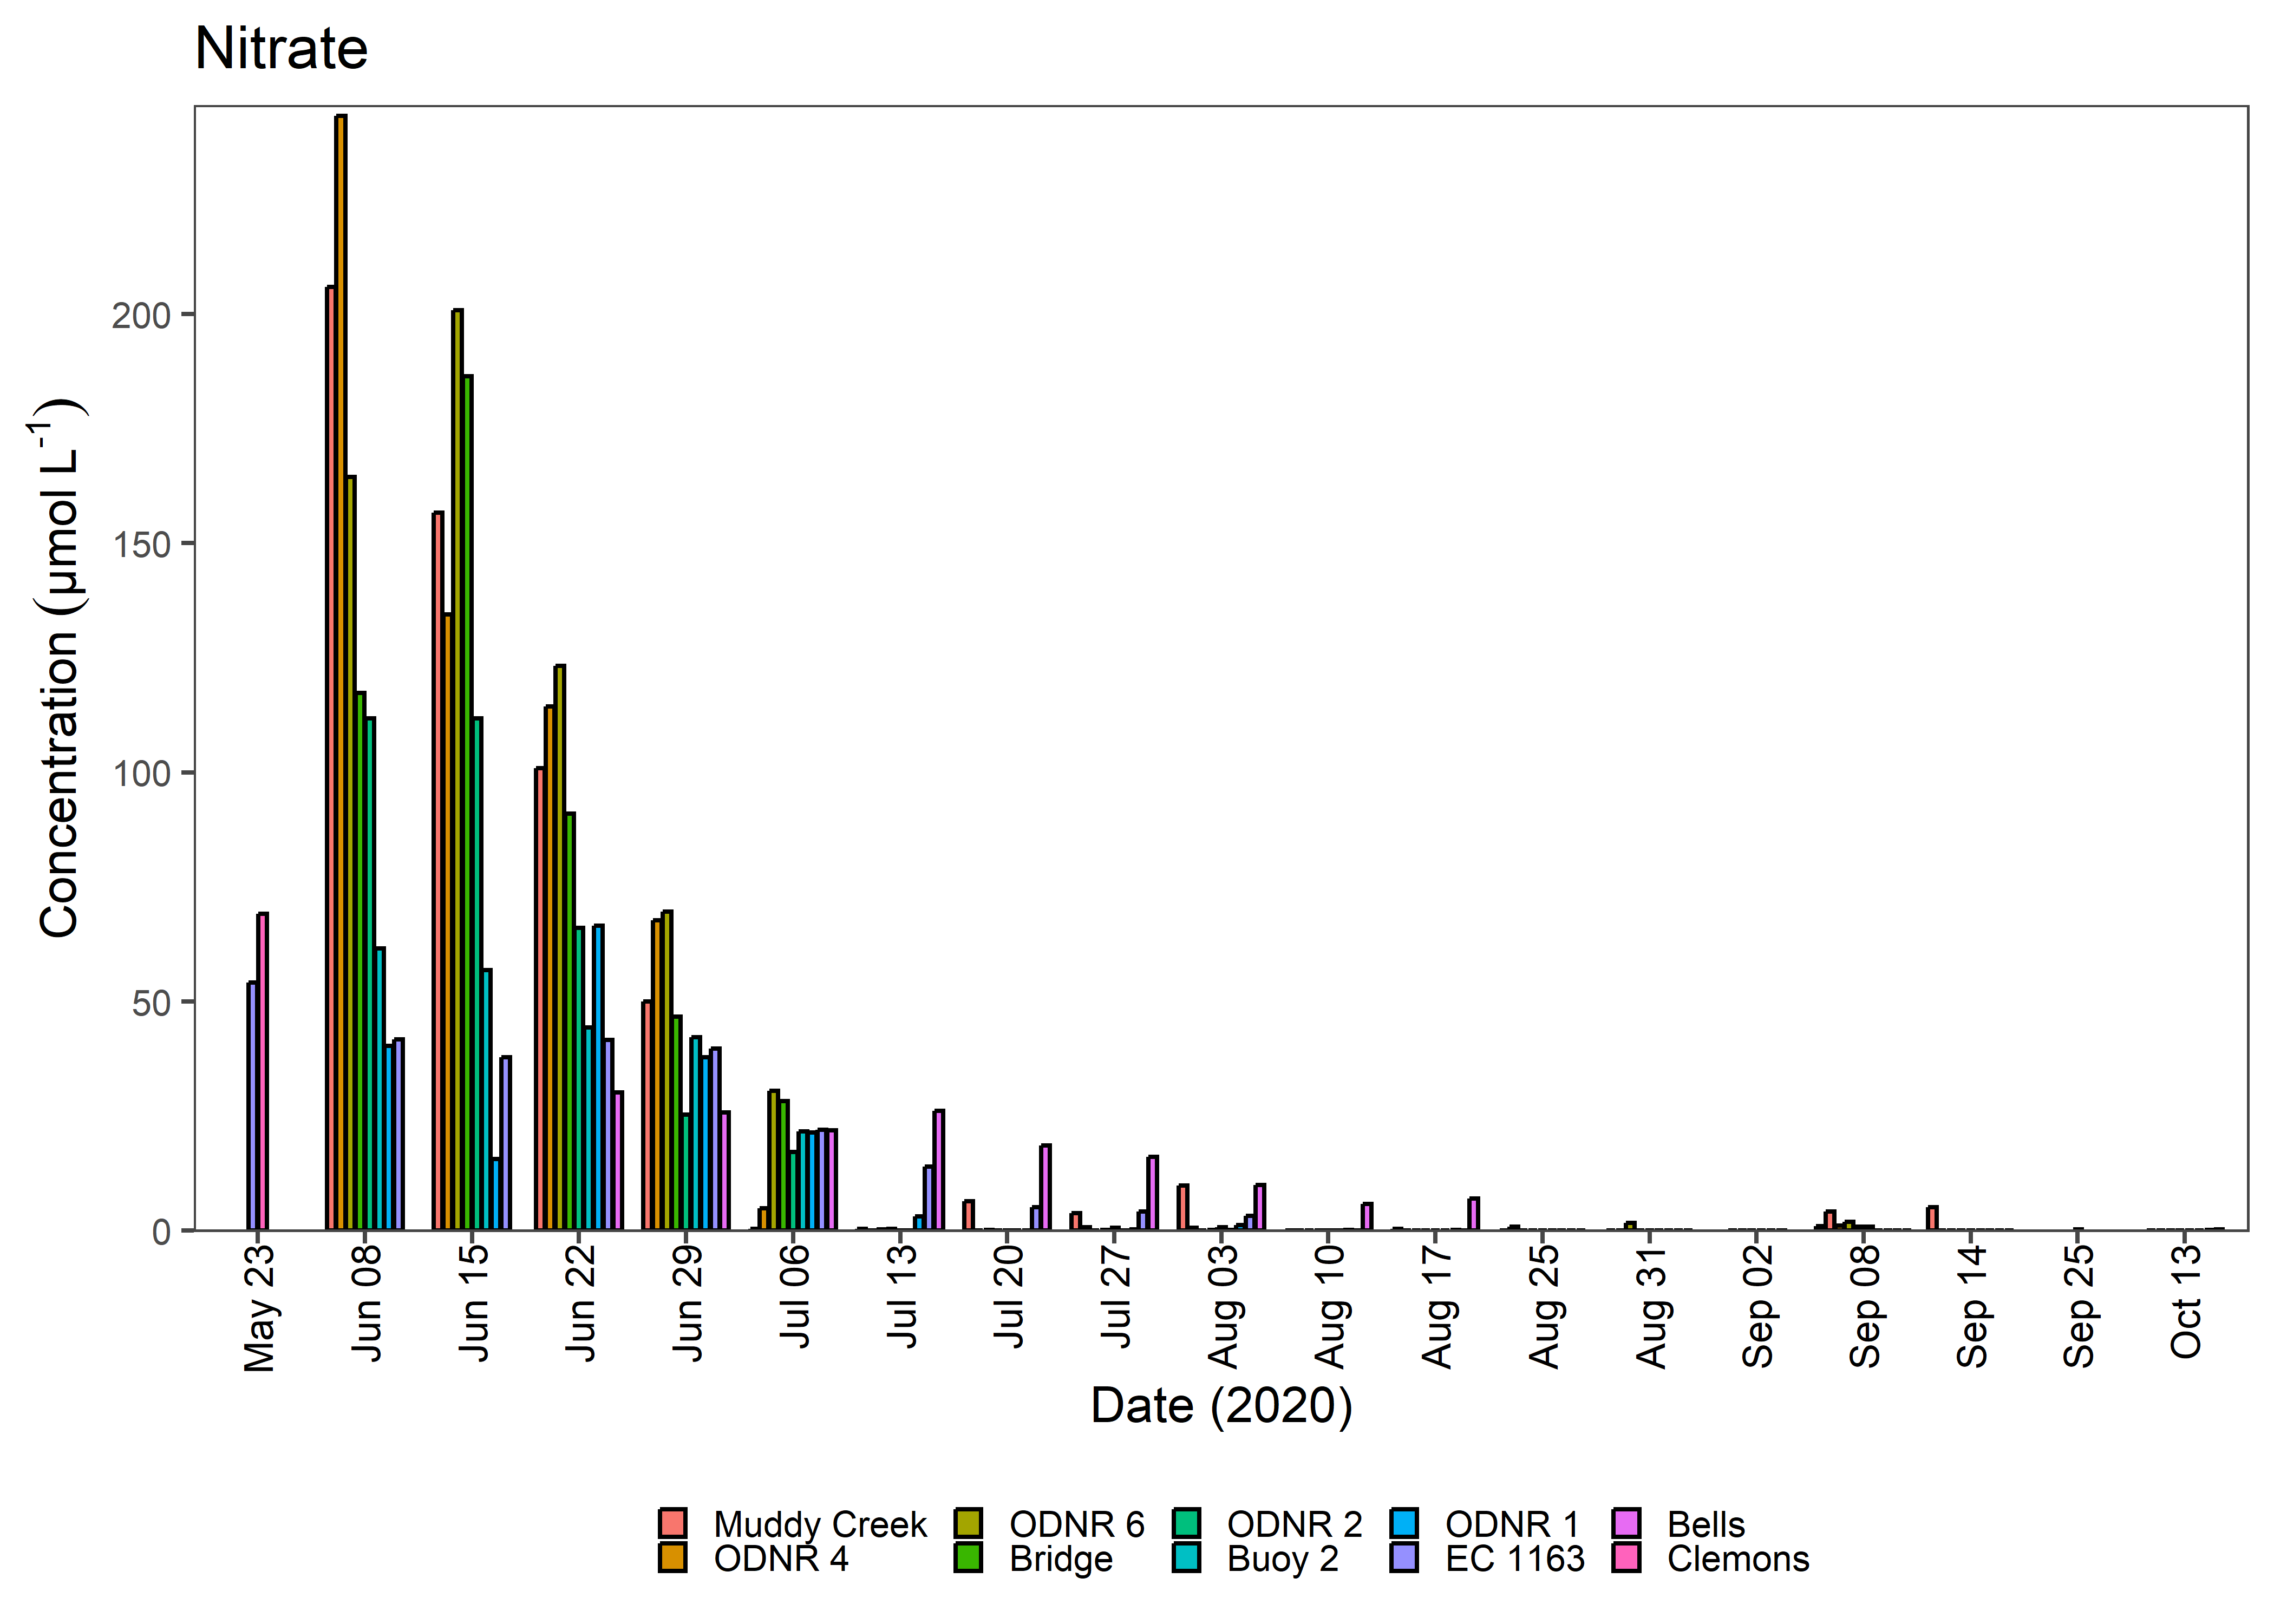 Nitrate
Concentration (µmol L⁻¹)
200
150
100
50
0
May 23
Jun 08
Jun 15
Jun 22
Jun 29
Jul 06
Jul 13
Jul 20
Jul 27
Aug 03
Aug 10
Aug 17
Aug 25
Aug 31
Sep 02
Sep 08
Sep 14
Sep 25
Oct 13
Date (2020)
Muddy Creek ODNR 6 ODNR 2 ODNR 1 Bells
ODNR 4 Bridge Buoy 2 EC 1163 Clemons